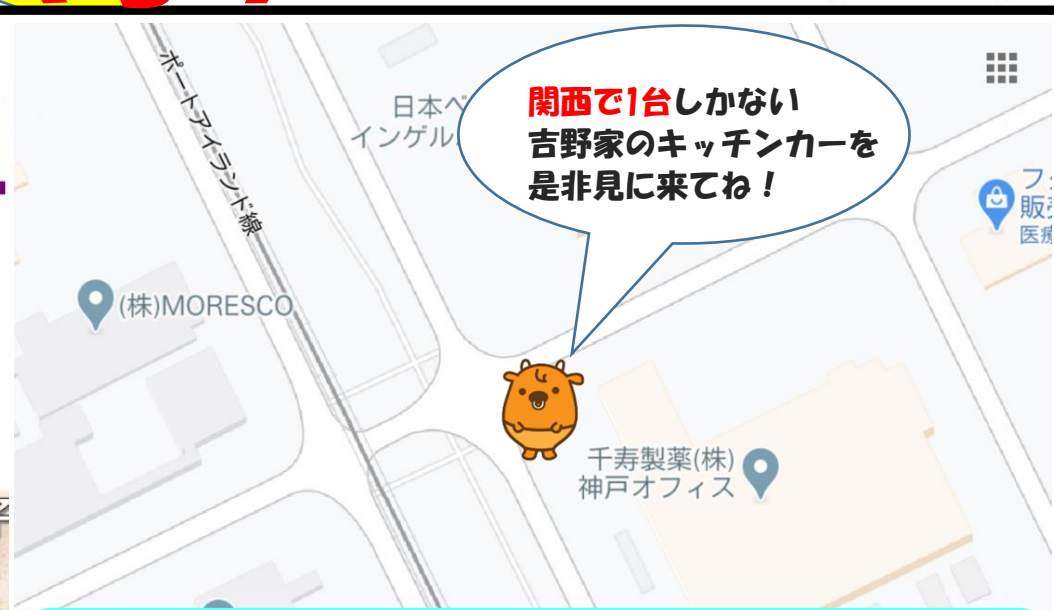 ポートアイランド線
日本ベ
インゲル
関西で1台しかない
吉野家のキッチンカーを
是非見に来てね！
販売
医療
(株)MORESCO
千寿製薬(株)
神戸オフィス